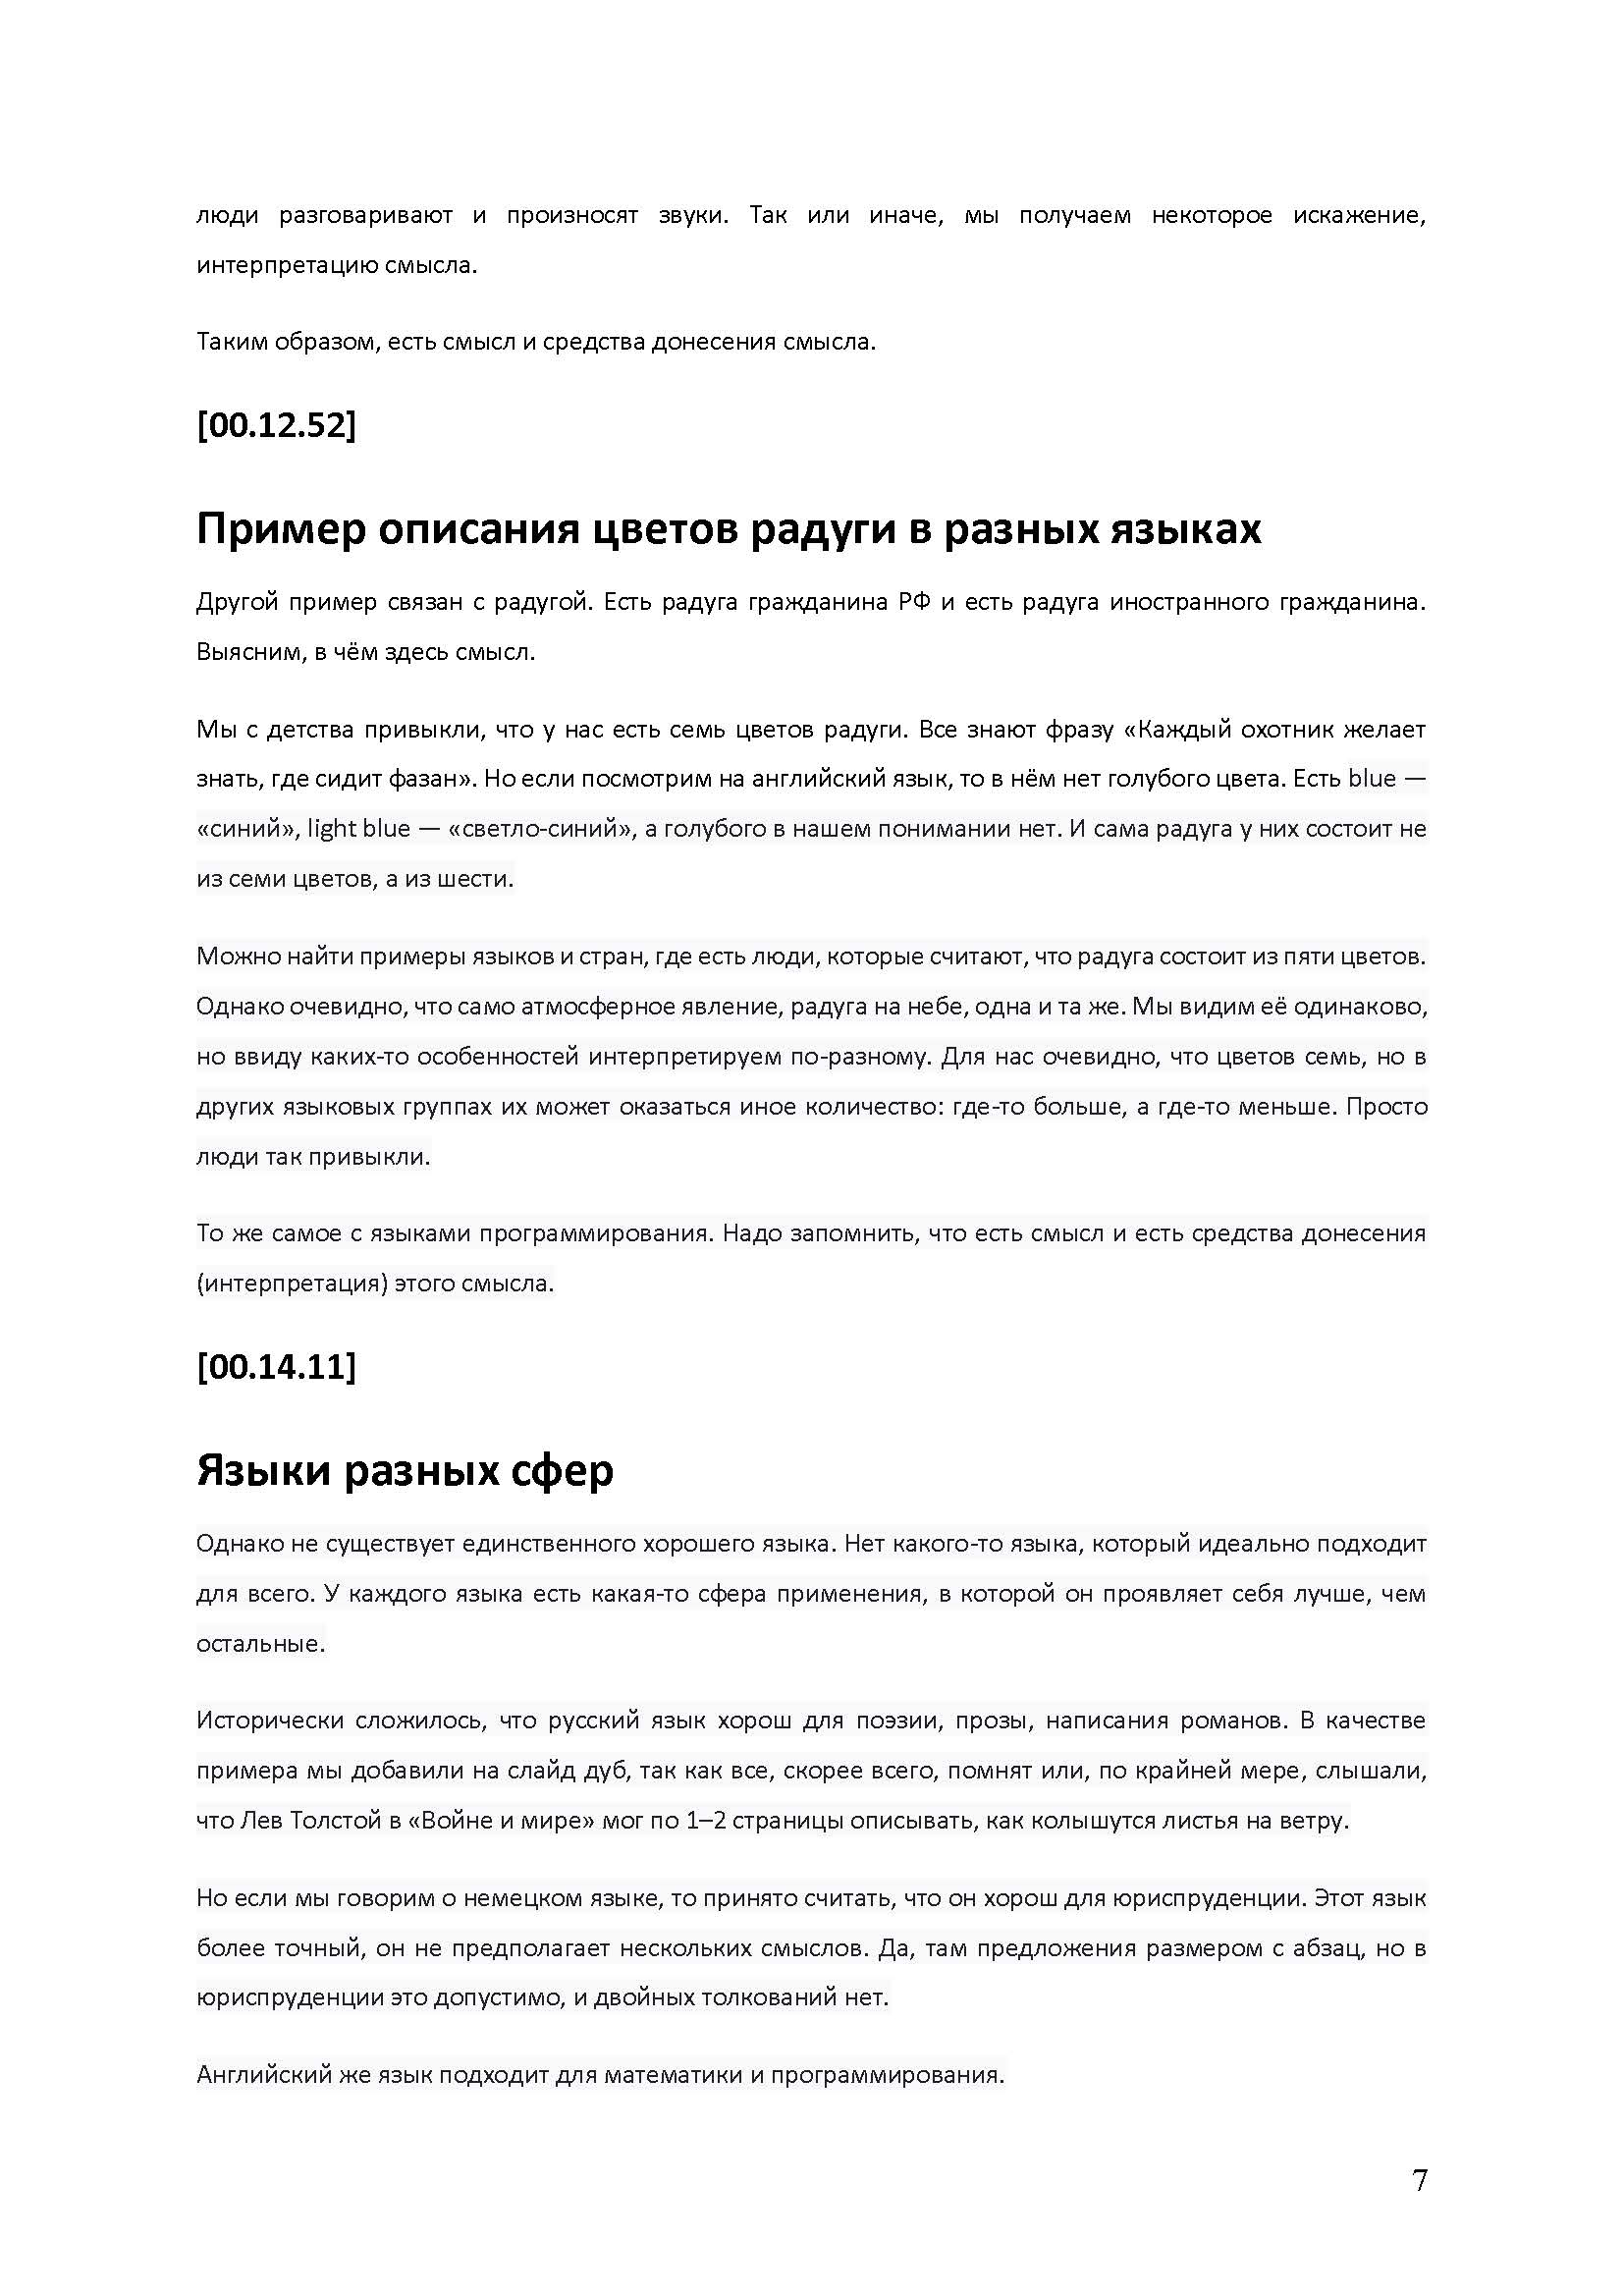 люди разговаривают и произносят звуки. Так или иначе, мы получаем некоторое искажение,
интерпретацию смысла.
Таким образом, есть смысл и средства донесения смысла.
[00.12.52]
Пример описания цветов радуги в разных языках
Другой пример связан с радугой. Есть радуга гражданина РФ и есть радуга иностранного гражданина.
Выясним, в чём здесь смысл.
Мы с детства привыкли, что у нас есть семь цветов радуги. Все знают фразу «Каждый охотник желает
знать, где сидит фазан». Но если посмотрим на английский язык, то в нём нет голубого цвета. Есть blue —
«синий», light blue — «светло-синий», а голубого в нашем понимании нет. И сама радуга у них состоит не
из семи цветов, а из шести.
Можно найти примеры языков и стран, где есть люди, которые считают, что радуга состоит из пяти цветов.
Однако очевидно, что само атмосферное явление, радуга на небе, одна и та же. Мы видим её одинаково,
но ввиду каких-то особенностей интерпретируем по-разному. Для нас очевидно, что цветов семь, но в
других языковых группах их может оказаться иное количество: где-то больше, а где-то меньше. Просто
люди так привыкли.
То же самое с языками программирования. Надо запомнить, что есть смысл и есть средства донесения
(интерпретация) этого смысла.
[00.14.11]
Языки разных сфер
Однако не существует единственного хорошего языка. Нет какого-то языка, который идеально подходит
для всего. У каждого языка есть какая-то сфера применения, в которой он проявляет себя лучше, чем
остальные.
Исторически сложилось, что русский язык хорош для поэзии, прозы, написания романов. В качестве
примера мы добавили на слайд дуб, так как все, скорее всего, помнят или, по крайней мере, слышали,
что Лев Толстой в «Войне и мире» мог по 1–2 страницы описывать, как колышутся листья на ветру.
Но если мы говорим о немецком языке, то принято считать, что он хорош для юриспруденции. Этот язык
более точный, он не предполагает нескольких смыслов. Да, там предложения размером с абзац, но в
юриспруденции это допустимо, и двойных толкований нет.
Английский же язык подходит для математики и программирования.
7